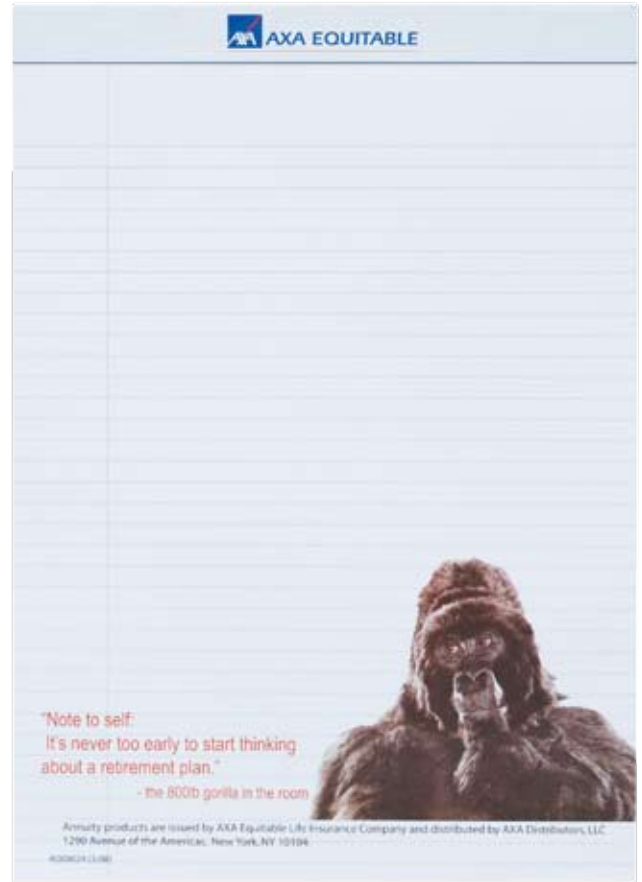 AXA AXA EQUITABLE
"Note to self:
It's never too early to start thinking
about a retirement plan."
- the 800lb gorilla in the room
Annuity products are issued by AXA Equitable Life Insurance Company and distributed by AXA Distributors, LLC
1290 Avenue of the Americas, New York, NY 10104